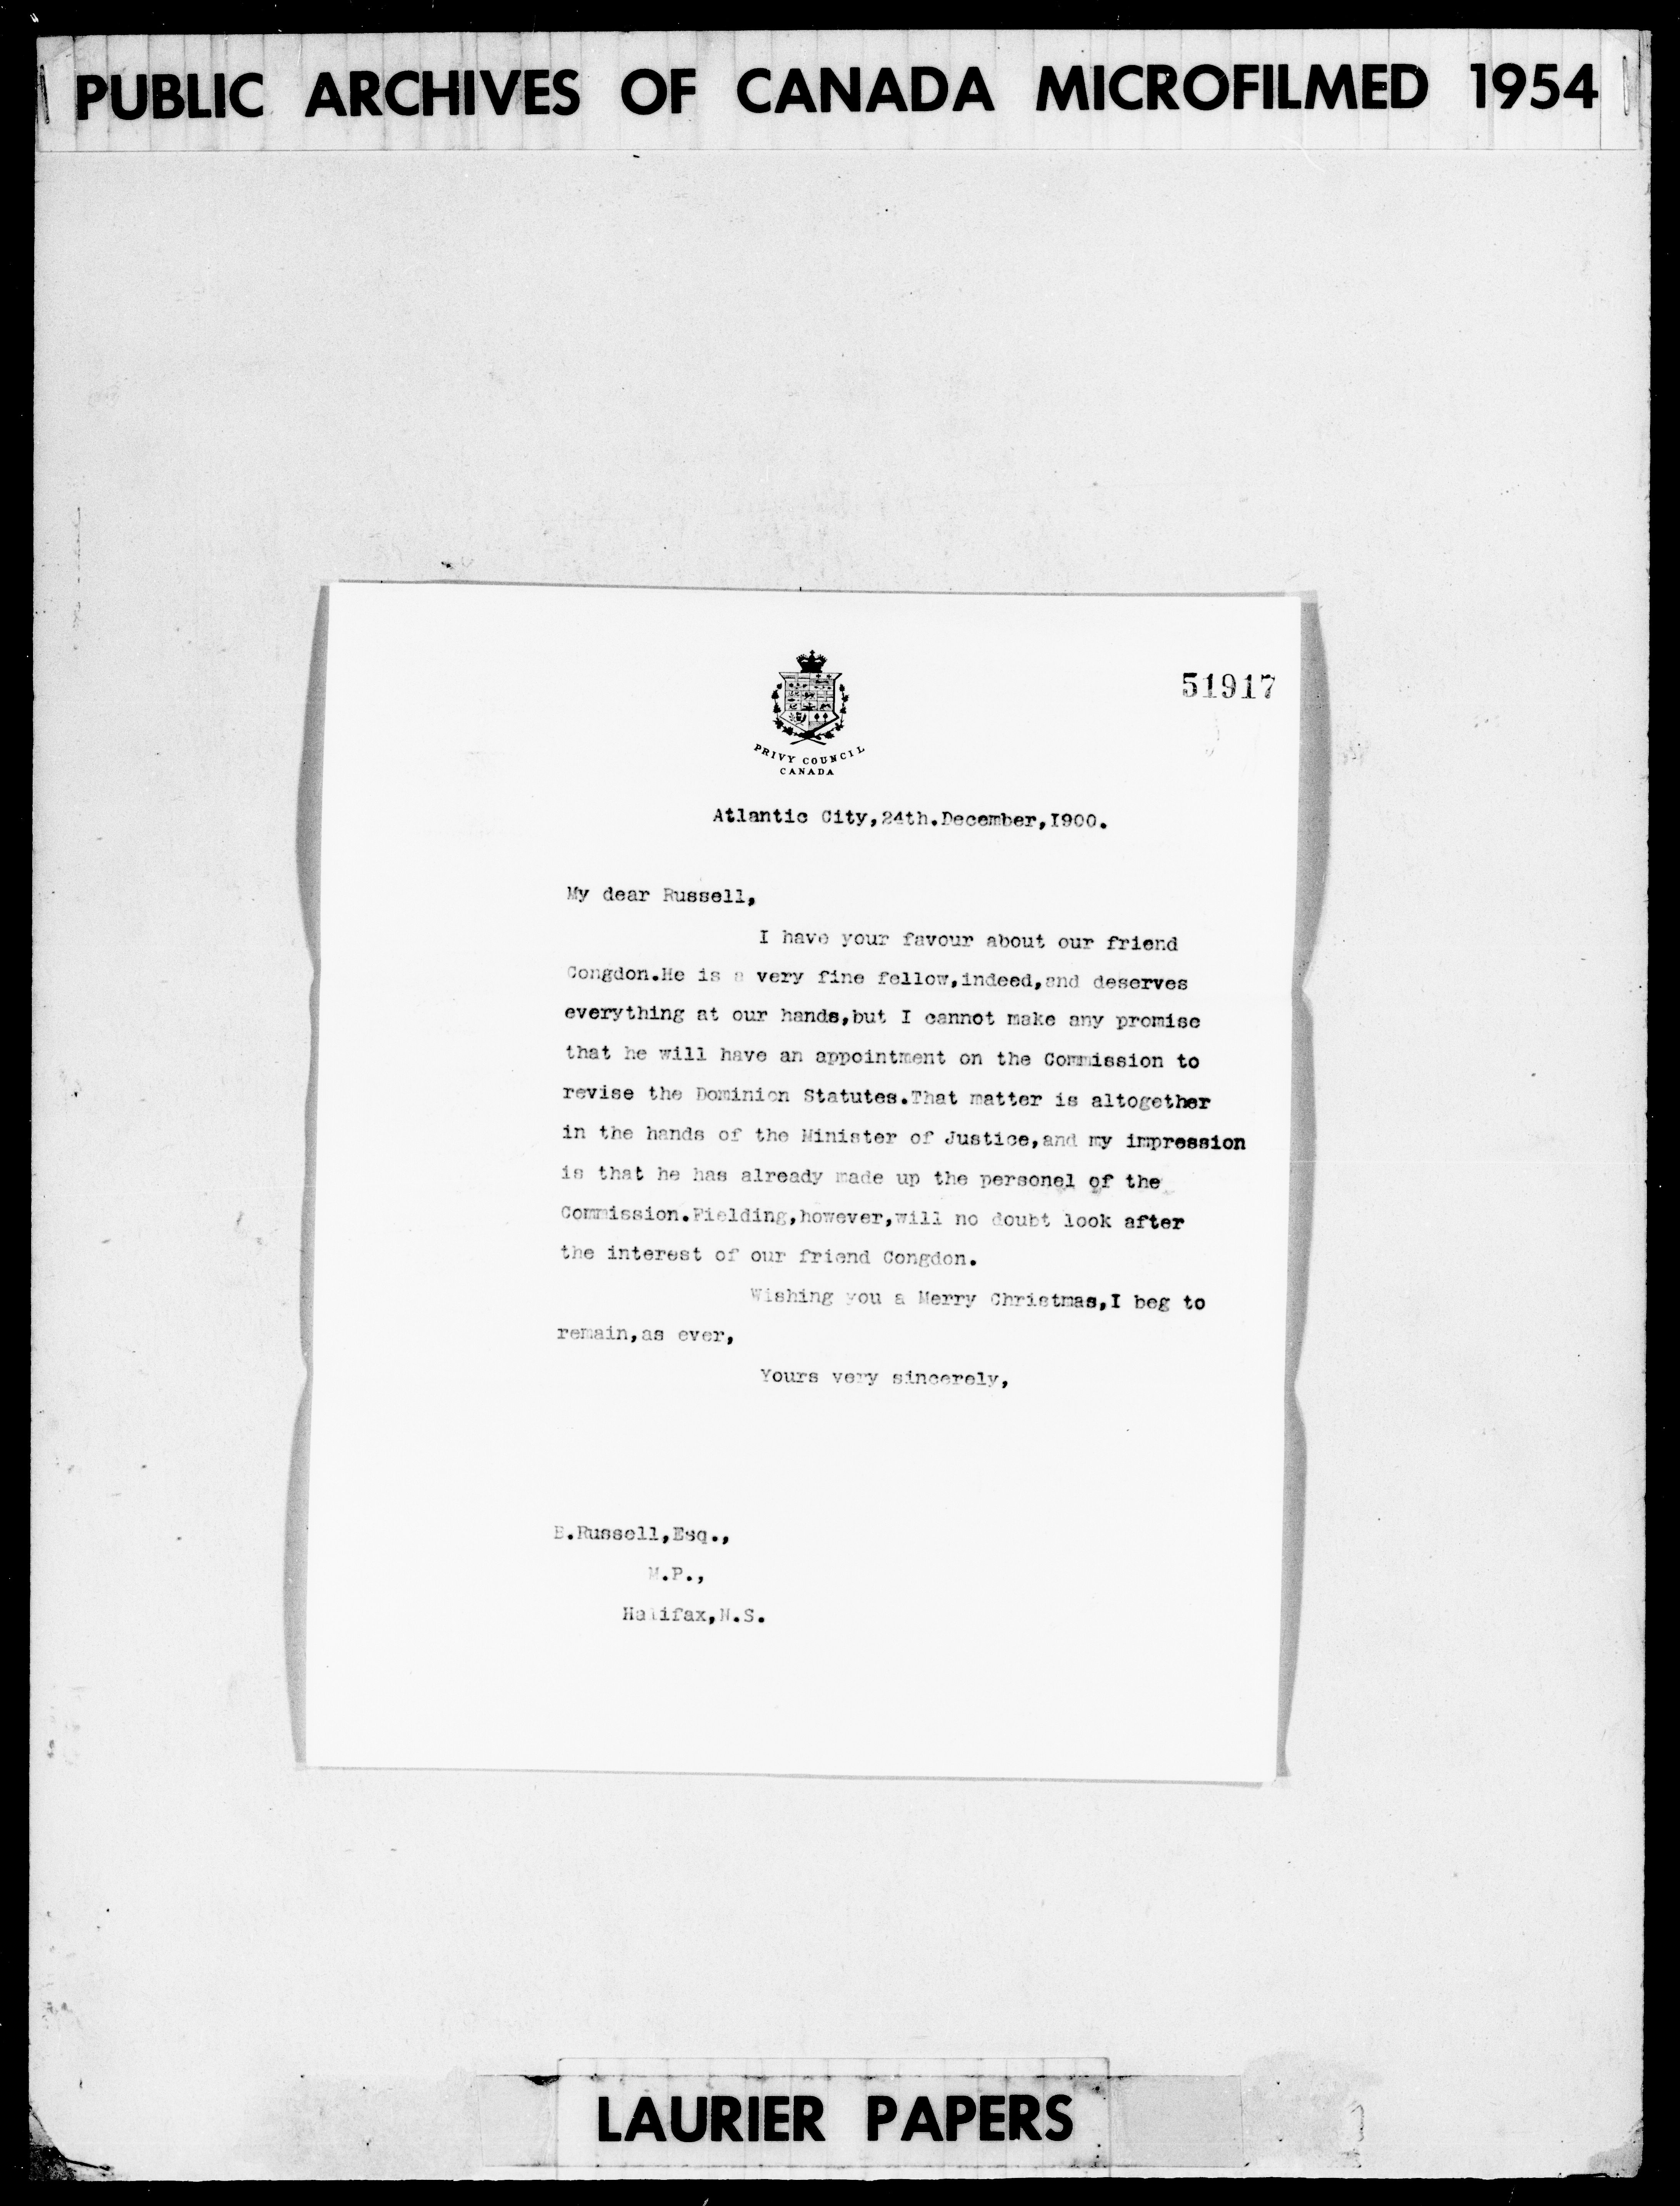 PUBLIC ARCHIVES OF CANADA MICROFILMED 1954
51917
PRIVY COUNCIL
CANADA
Atlantic City,24th.December,I900.
My dear Russell,
I have your favour about our friend
Congdon.He is a very fine fellow,indeed,and deserves
everything at our hands,but I cannot make any promise
that he will have an appointment on the Commission to
revise the Dominion Statutes.That matter is altogether
in the hands of the Minister of Justice,and my impression
is that he has already made up the personel of the
Commission.Fielding,however,will no doubt look after
the interest of our friend Congdon.
Wishing you a Merry Christmas,I beg to
remain,as ever,
Yours very sincerely,
B.Russell,Esq.,
M.P.,
Halifax,N.S.
LAURIER PAPERS